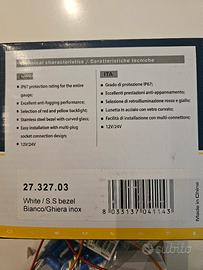 Technical characteristics / Caratteristiche tecniche
ITA
IP67 protection rating for the entire
gauge;
Excellent anti-fogging performance;
Selection of red and yellow backlight;
Stainless steel bezel with curved glass;
Easy installation with multi-plug
socket connection design;
12V/24V
Grado di protezione IP67;
Eccellenti prestazioni anti-appannamento;
Selezione di retroilluminazione rosso e giallo;
Lunetta in acciaio con vetro curvato;
Facilità di installazione con multi-connettore;
12V/24V
27.327.03
White / S.S bezel
Bianco/Ghiera inox
8 033137 041143
Made in China
subito